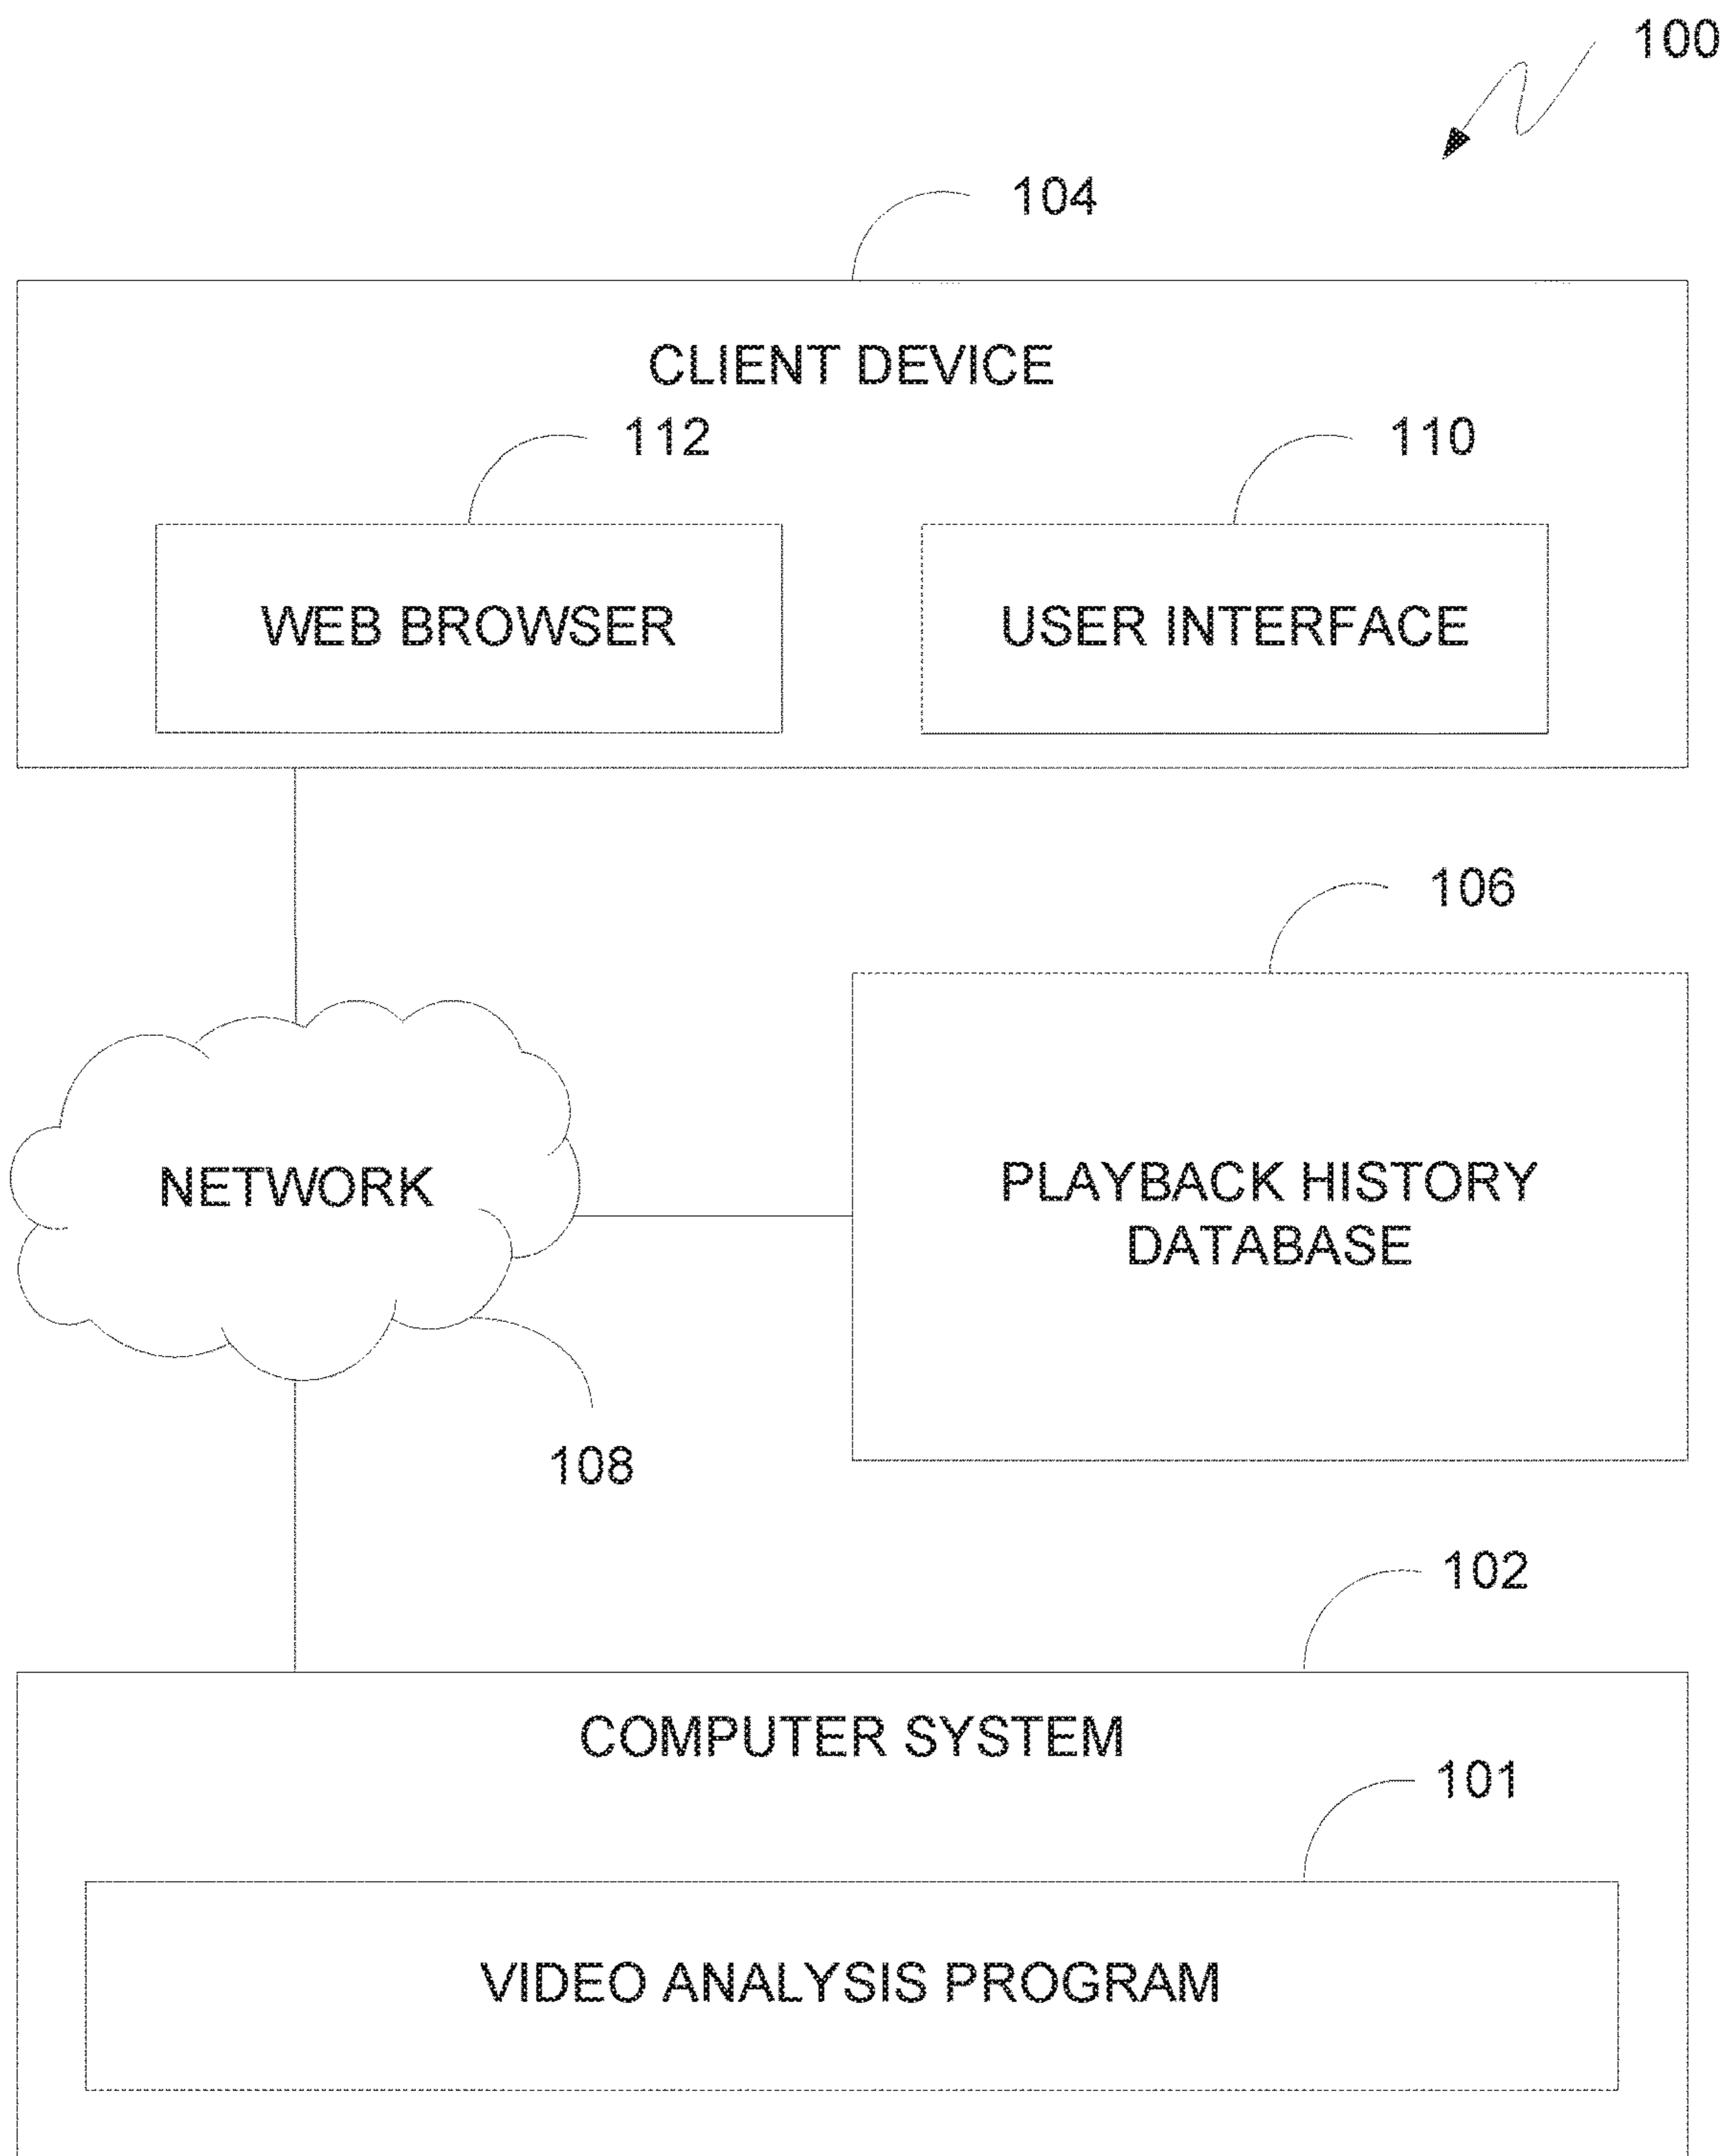 100
104
CLIENT DEVICE
112
110
WEB BROWSER
USER INTERFACE
106
NETWORK
PLAYBACK HISTORY
DATABASE
108
102
COMPUTER SYSTEM
101
VIDEO ANALYSIS PROGRAM